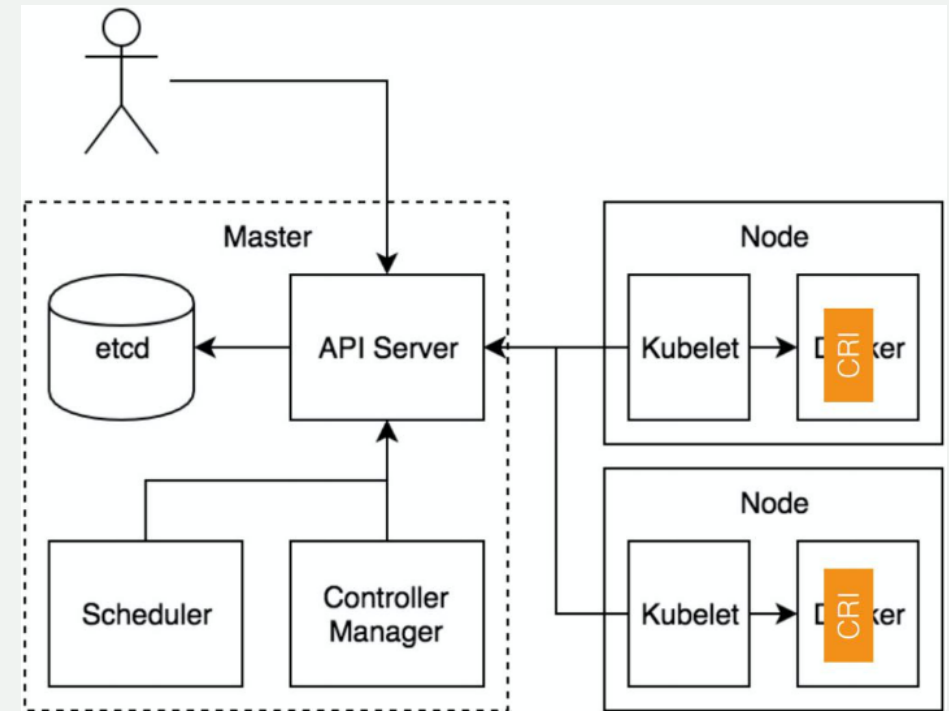 Master
Node
etcd
API Server
Kubelet
CRI
Node
Scheduler
Controller
Manager
Kubelet
CRI